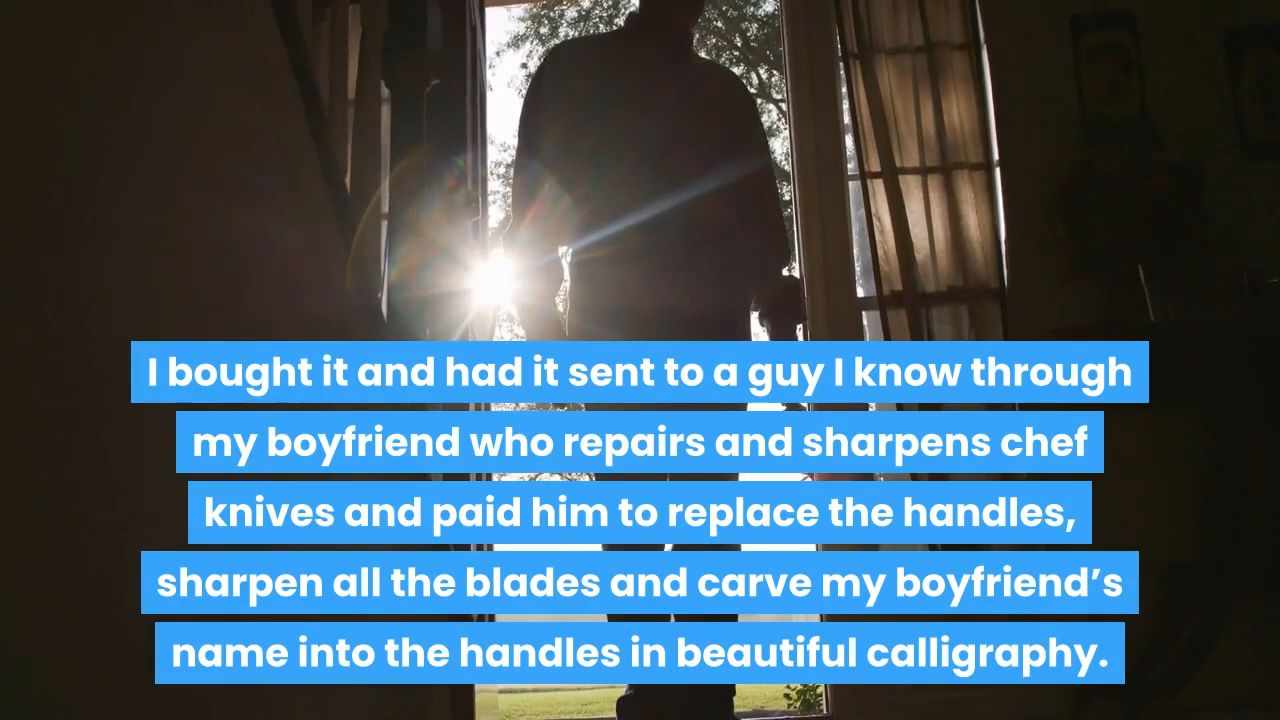 I bought it and had it sent to a guy I know through
my boyfriend who repairs and sharpens chef
knives and paid him to replace the handles,
sharpen all the blades and carve my boyfriend’s
name into the handles in beautiful calligraphy.